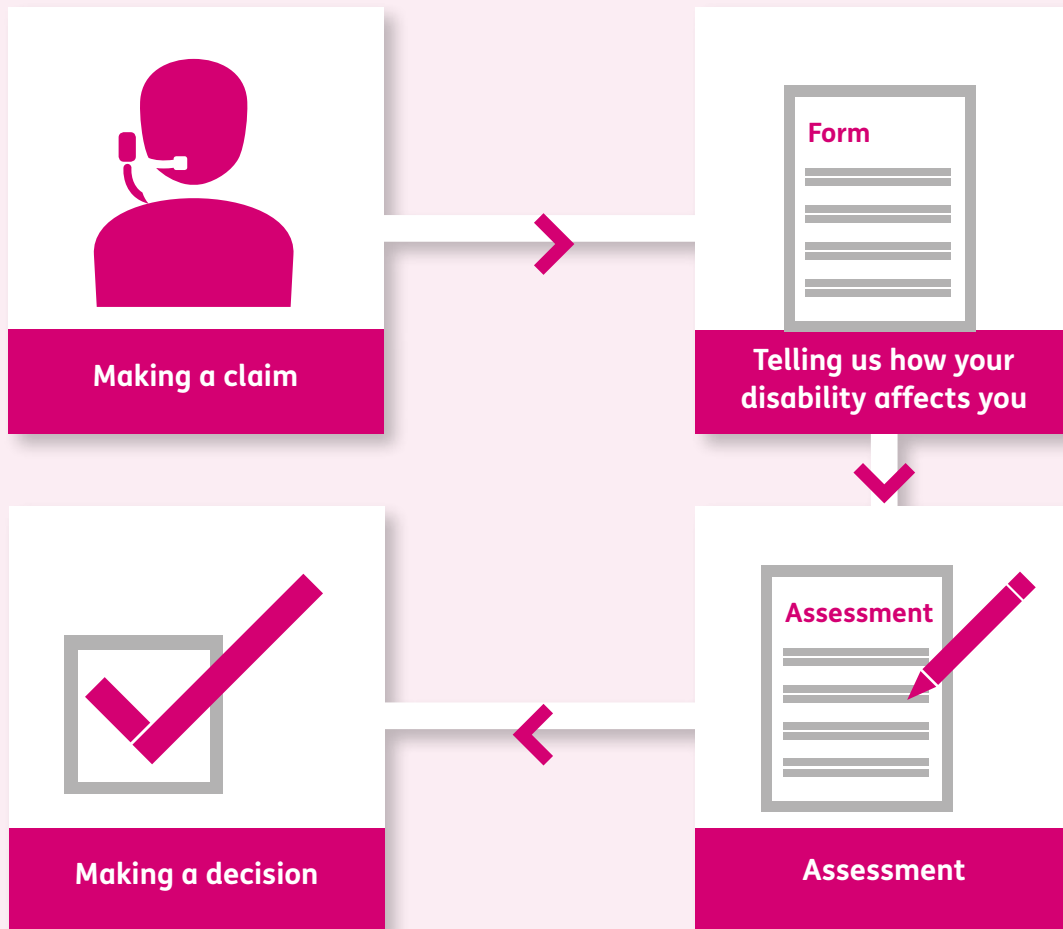 Making a claim
Form
Telling us how your
disability affects you
Assessment
Assessment
Making a decision